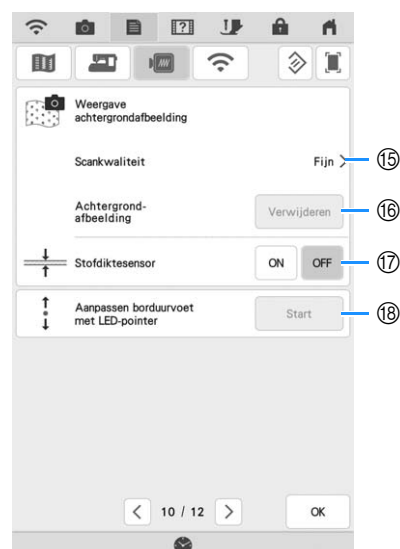 Weergave
achtergrondafbeelding
Scankwaliteit
Fijn >
⑮
Achtergrond-
afbeelding
Verwijderen
⑯
Stofdiktesensor
ON
OFF
⑰
Aanpassen borduurvoet
met LED-pointer
Start
⑱
< 10 / 12 >
OK